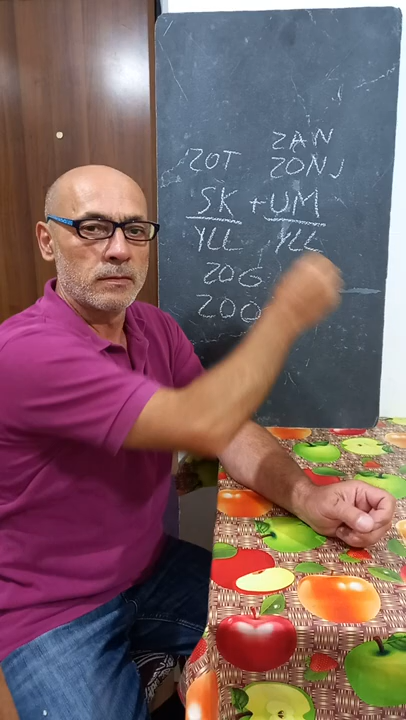 ZAN
ZOT ZONJ
SK + UM
YLL YLL
ZOG
ZOO